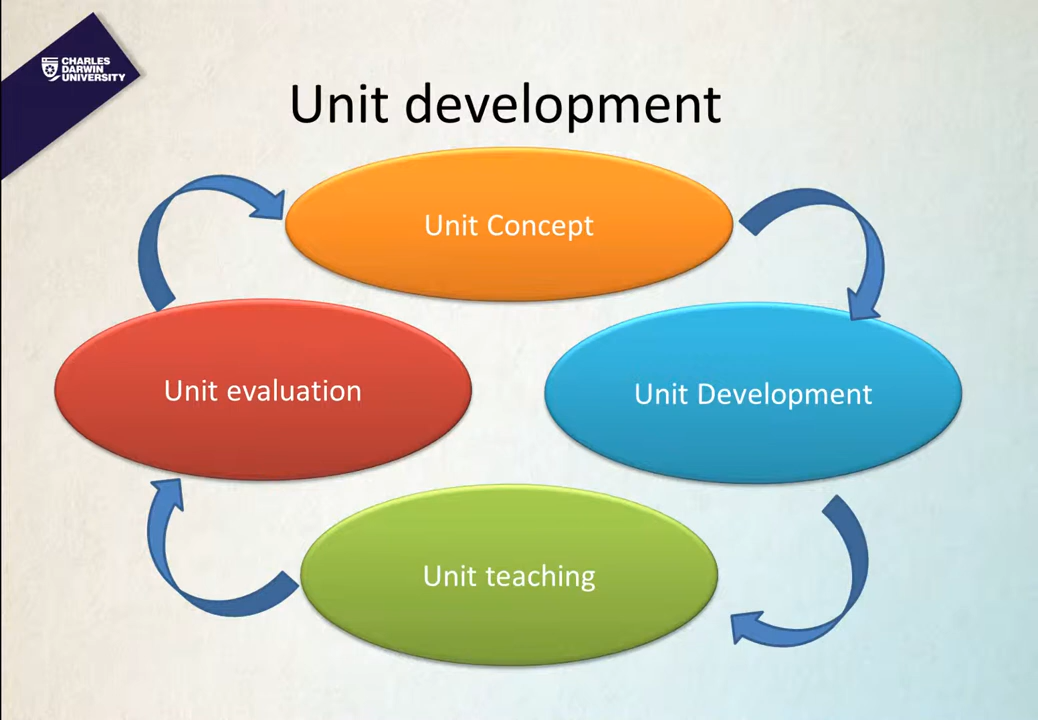 CHARLES
DARWIN
UNIVERSITY
Unit development
Unit Concept
Unit evaluation
Unit Development
Unit teaching